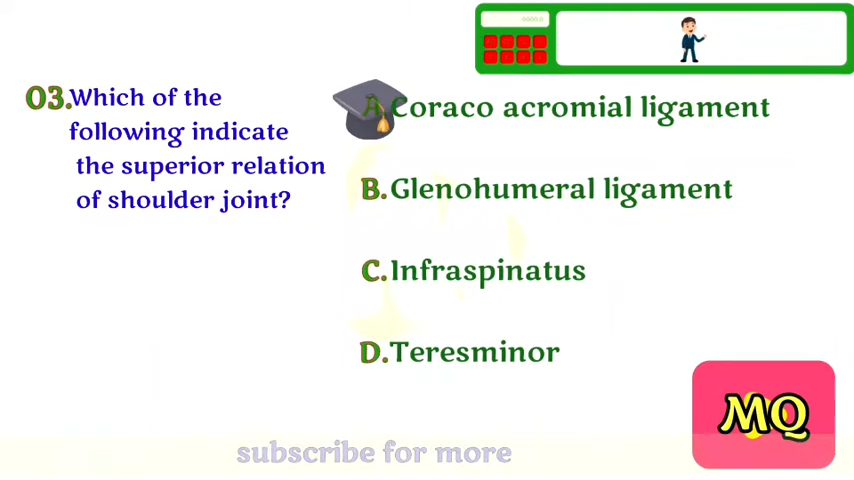 03.Which of the
following indicate
the superior relation
of shoulder joint?
A.Coraco acromial ligament
B.Glenohumeral ligament
C.Infraspinatus
D.Teresminor
MQ
subscribe for more